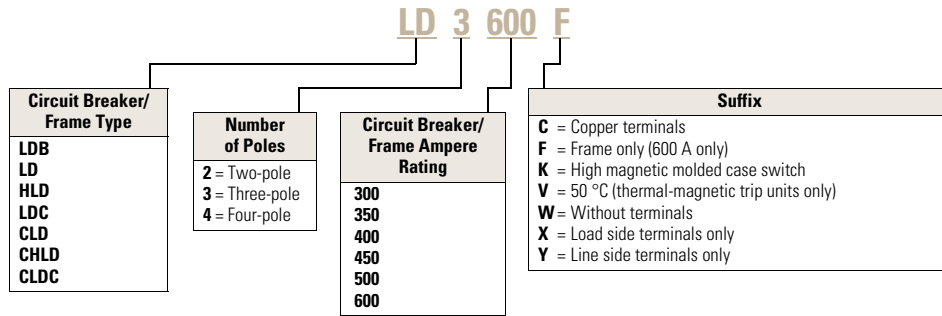 LD 3 600 F
Circuit Breaker/
Frame Type
LDB
LD
HLD
LDC
CLD
CHLD
CLDC
Number
of Poles
2 = Two-pole
3 = Three-pole
4 = Four-pole
Circuit Breaker/
Frame Ampere
Rating
300
350
400
450
500
600
Suffix
C = Copper terminals
F = Frame only (600 A only)
K = High magnetic molded case switch
V = 50 °C (thermal-magnetic trip units only)
W = Without terminals
X = Load side terminals only
Y = Line side terminals only